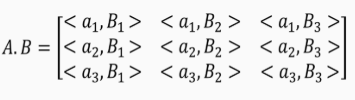 < a₁, B₁ > < a₁, B₂ > < a₁, B₃ >
A. B = < a₂, B₁ > < a₂, B₂ > < a₂, B₃ >
< a₃, B₁ > < a₃, B₂ > < a₃, B₃ >